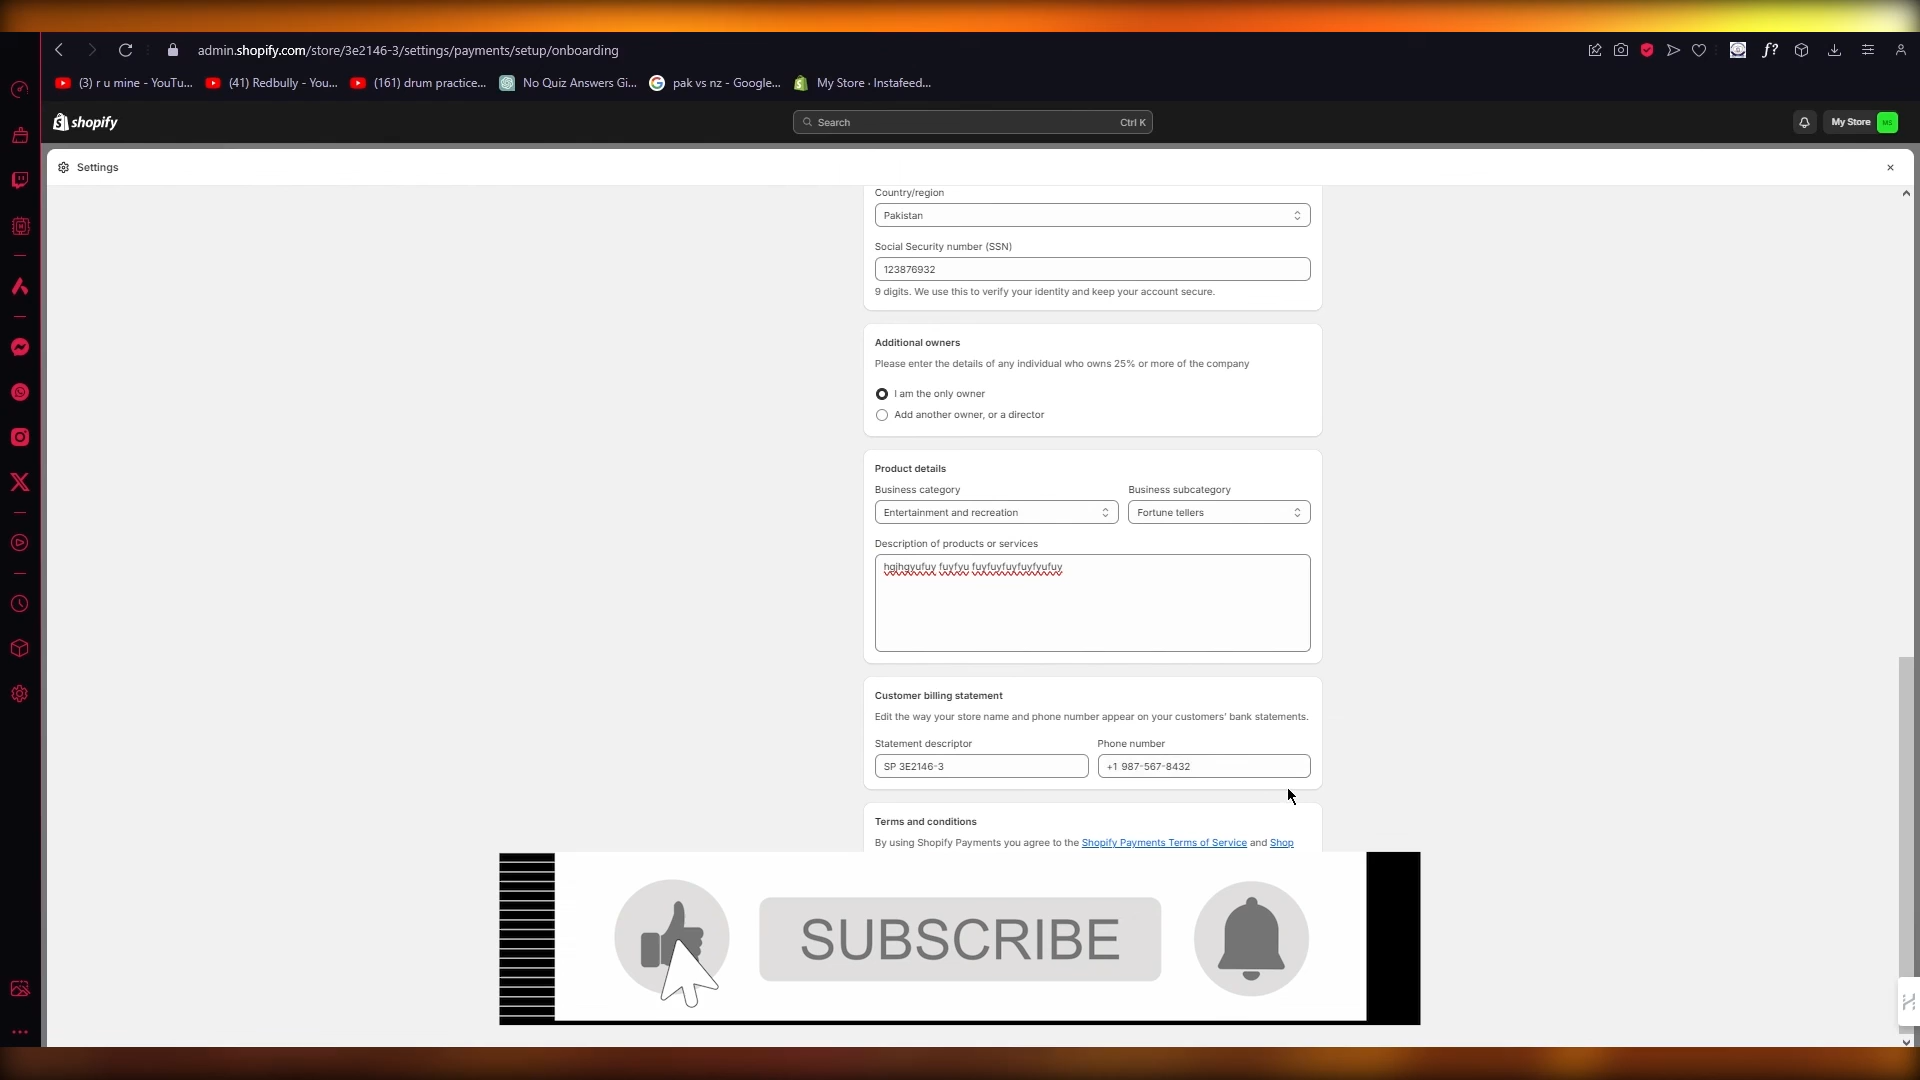 admin.shopify.com/store/3e2146-3/settings/payments/setup/onboarding
(3) r u mine - YouTu...
(41) Redbully - You...
(161) drum practice...
No Quiz Answers Gi...
pak vs nz - Google...
My Store · Instafeed...
shopify
Search
Ctrl K
My Store
MS
Settings
Country/region
Pakistan
Social Security number (SSN)
123876932
9 digits. We use this to verify your identity and keep your account secure.
Additional owners
Please enter the details of any individual who owns 25% or more of the company
I am the only owner
Add another owner, or a director
Product details
Business category
Business subcategory
Entertainment and recreation
Fortune tellers
Description of products or services
hgjhgyufuy fuyfyu fuyfuyfuyfuyfyufuy
Customer billing statement
Edit the way your store name and phone number appear on your customers' bank statements.
Statement descriptor
Phone number
SP 3E2146-3
+1 987-567-8432
Terms and conditions
By using Shopify Payments you agree to the Shopify Payments Terms of Service and Shop
SUBSCRIBE